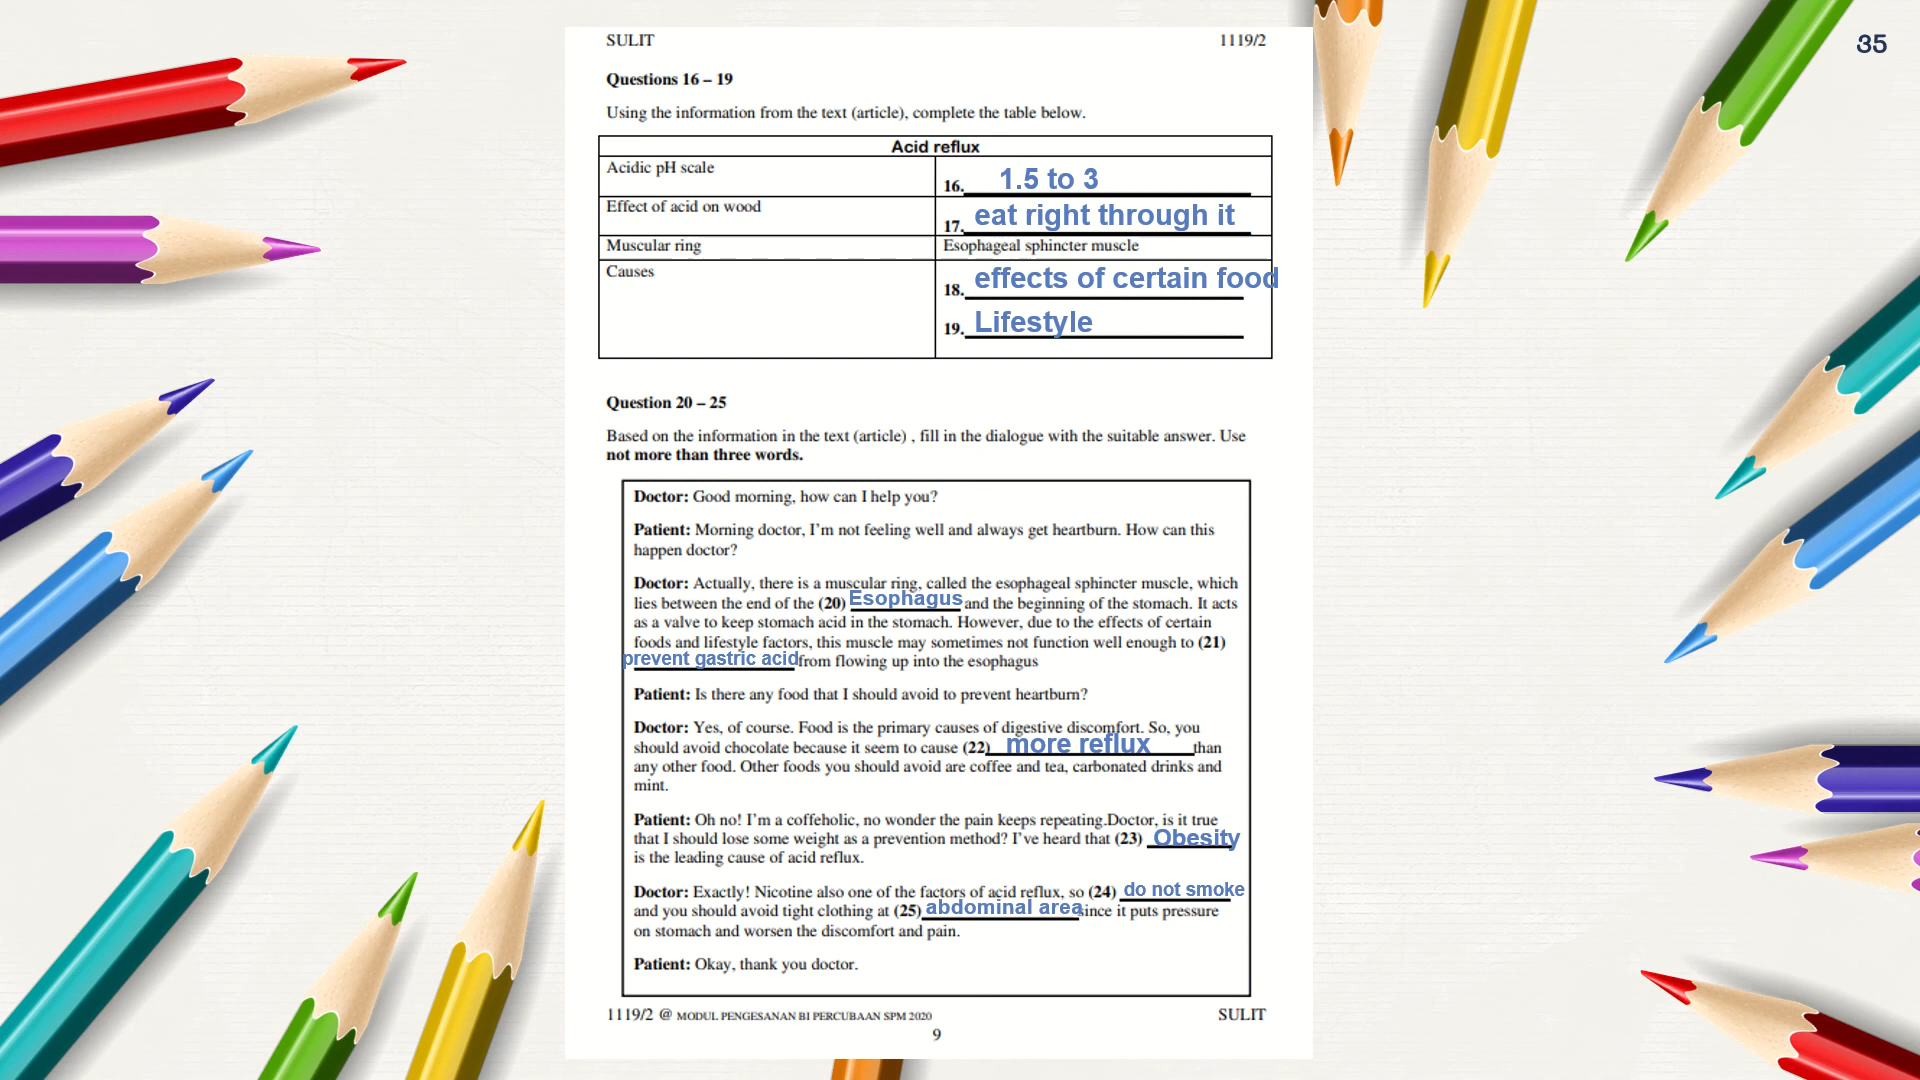 35
SULIT 1119/2
Questions 16 – 19
Using the information from the text (article), complete the table below.
Acid reflux
Acidic pH scale 16. 1.5 to 3
Effect of acid on wood 17. eat right through it
Muscular ring Esophageal sphincter muscle
Causes 18. effects of certain food
19. Lifestyle
Question 20 – 25
Based on the information in the text (article) , fill in the dialogue with the suitable answer. Use
not more than three words.
Doctor: Good morning, how can I help you?
Patient: Morning doctor, I’m not feeling well and always get heartburn. How can this
happen doctor?
Doctor: Actually, there is a muscular ring, called the esophageal sphincter muscle, which
lies between the end of the (20) Esophagus and the beginning of the stomach. It acts
as a valve to keep stomach acid in the stomach. However, due to the effects of certain
foods and lifestyle factors, this muscle may sometimes not function well enough to (21)
prevent gastric acid from flowing up into the esophagus
Patient: Is there any food that I should avoid to prevent heartburn?
Doctor: Yes, of course. Food is the primary causes of digestive discomfort. So, you
should avoid chocolate because it seem to cause (22) more reflux than
any other food. Other foods you should avoid are coffee and tea, carbonated drinks and
mint.
Patient: Oh no! I’m a coffeholic, no wonder the pain keeps repeating.Doctor, is it true
that I should lose some weight as a prevention method? I’ve heard that (23) Obesity
is the leading cause of acid reflux.
Doctor: Exactly! Nicotine also one of the factors of acid reflux, so (24) do not smoke
and you should avoid tight clothing at (25) abdominal area since it puts pressure
on stomach and worsen the discomfort and pain.
Patient: Okay, thank you doctor.
1119/2 @ MODUL PENGESANAN BI PERCUBAAN SPM 2020 SULIT
9